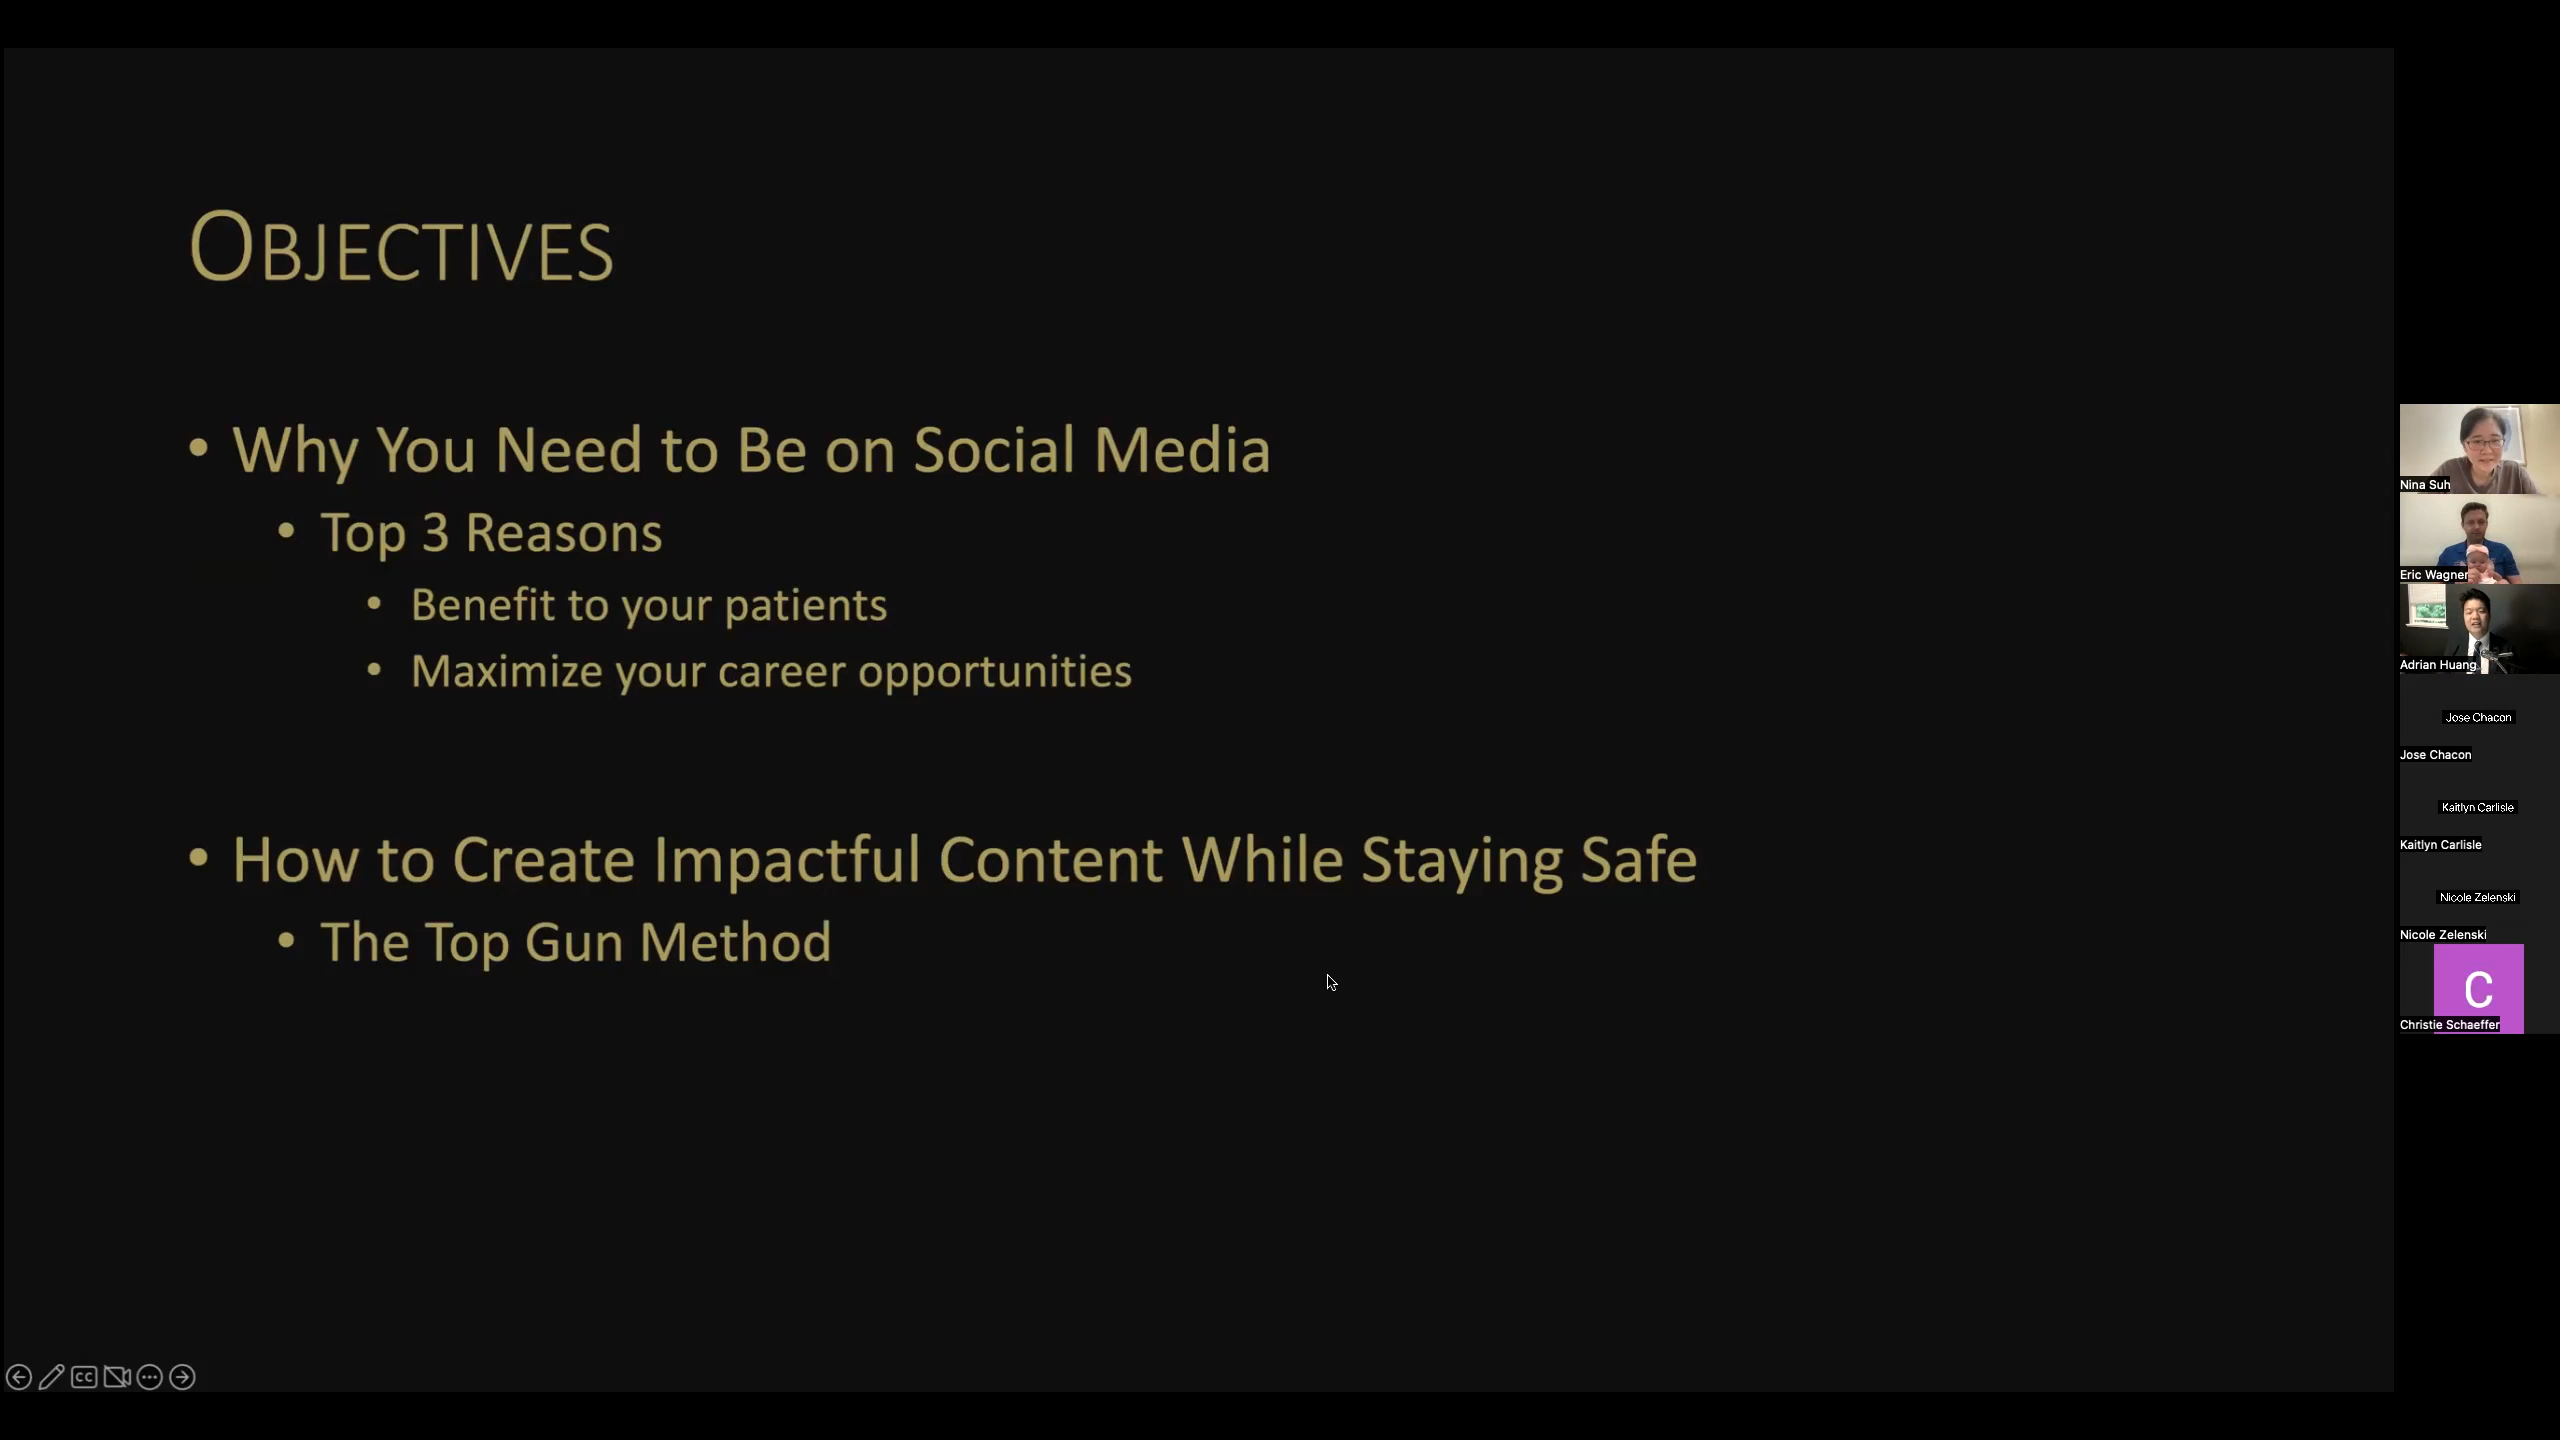 OBJECTIVES
• Why You Need to Be on Social Media
• Top 3 Reasons
• Benefit to your patients
• Maximize your career opportunities
• How to Create Impactful Content While Staying Safe
• The Top Gun Method
Nina Suh
Eric Wagner
Adrian Huang
Jose Chacon
Jose Chacon
Kaitlyn Carlisle
Kaitlyn Carlisle
Nicole Zelenski
Nicole Zelenski
C
Christie Schaeffer
CC